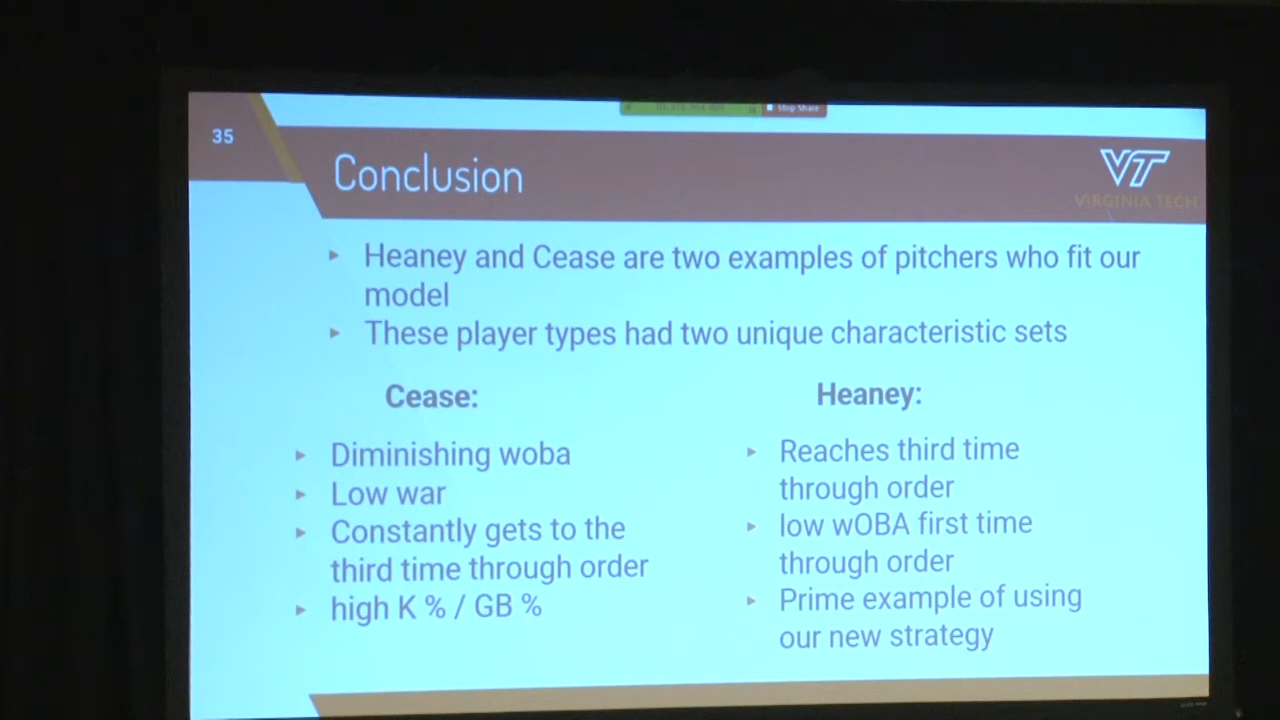 Stop Share
35
Conclusion
VT
VIRGINIA TECH
▸ Heaney and Cease are two examples of pitchers who fit our
model
▸ These player types had two unique characteristic sets
Cease:
▸ Diminishing woba
▸ Low war
▸ Constantly gets to the
third time through order
▸ high K % / GB %
Heaney:
▸ Reaches third time
through order
▸ low wOBA first time
through order
▸ Prime example of using
our new strategy